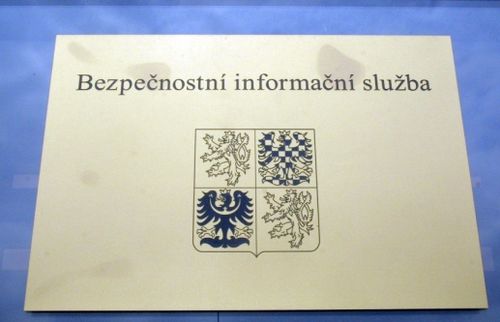 Bezpečnostní informační služba